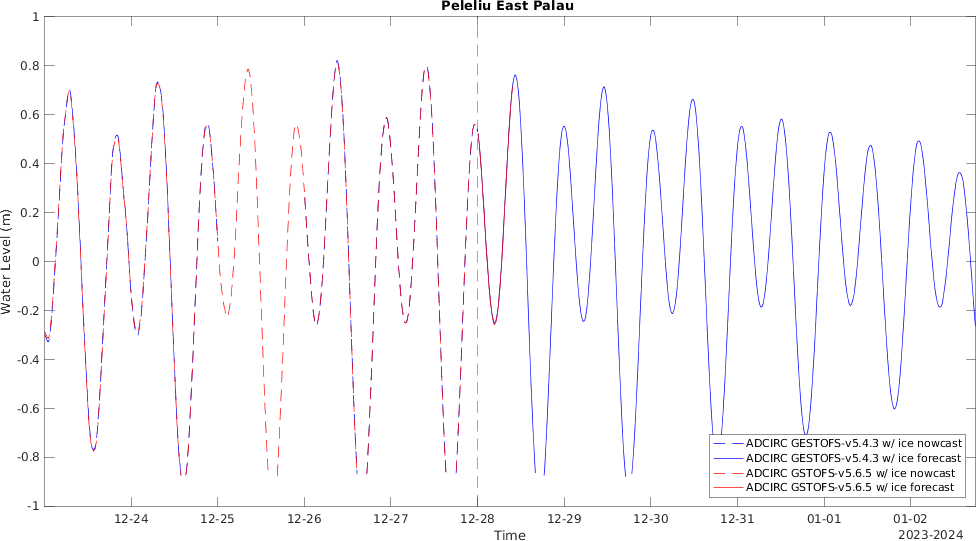 Peleliu East Palau
1
0.8
0.6
0.4
0.2
0
-0.2
-0.4
-0.6
-0.8
-1
Water Level (m)
ADCIRC GESTOFS-v5.4.3 w/ ice nowcast
ADCIRC GESTOFS-v5.4.3 w/ ice forecast
ADCIRC GSTOFS-v5.6.5 w/ ice nowcast
ADCIRC GSTOFS-v5.6.5 w/ ice forecast
12-24 12-25 12-26 12-27 12-28 12-29 12-30 12-31 01-01 01-02
Time
2023-2024